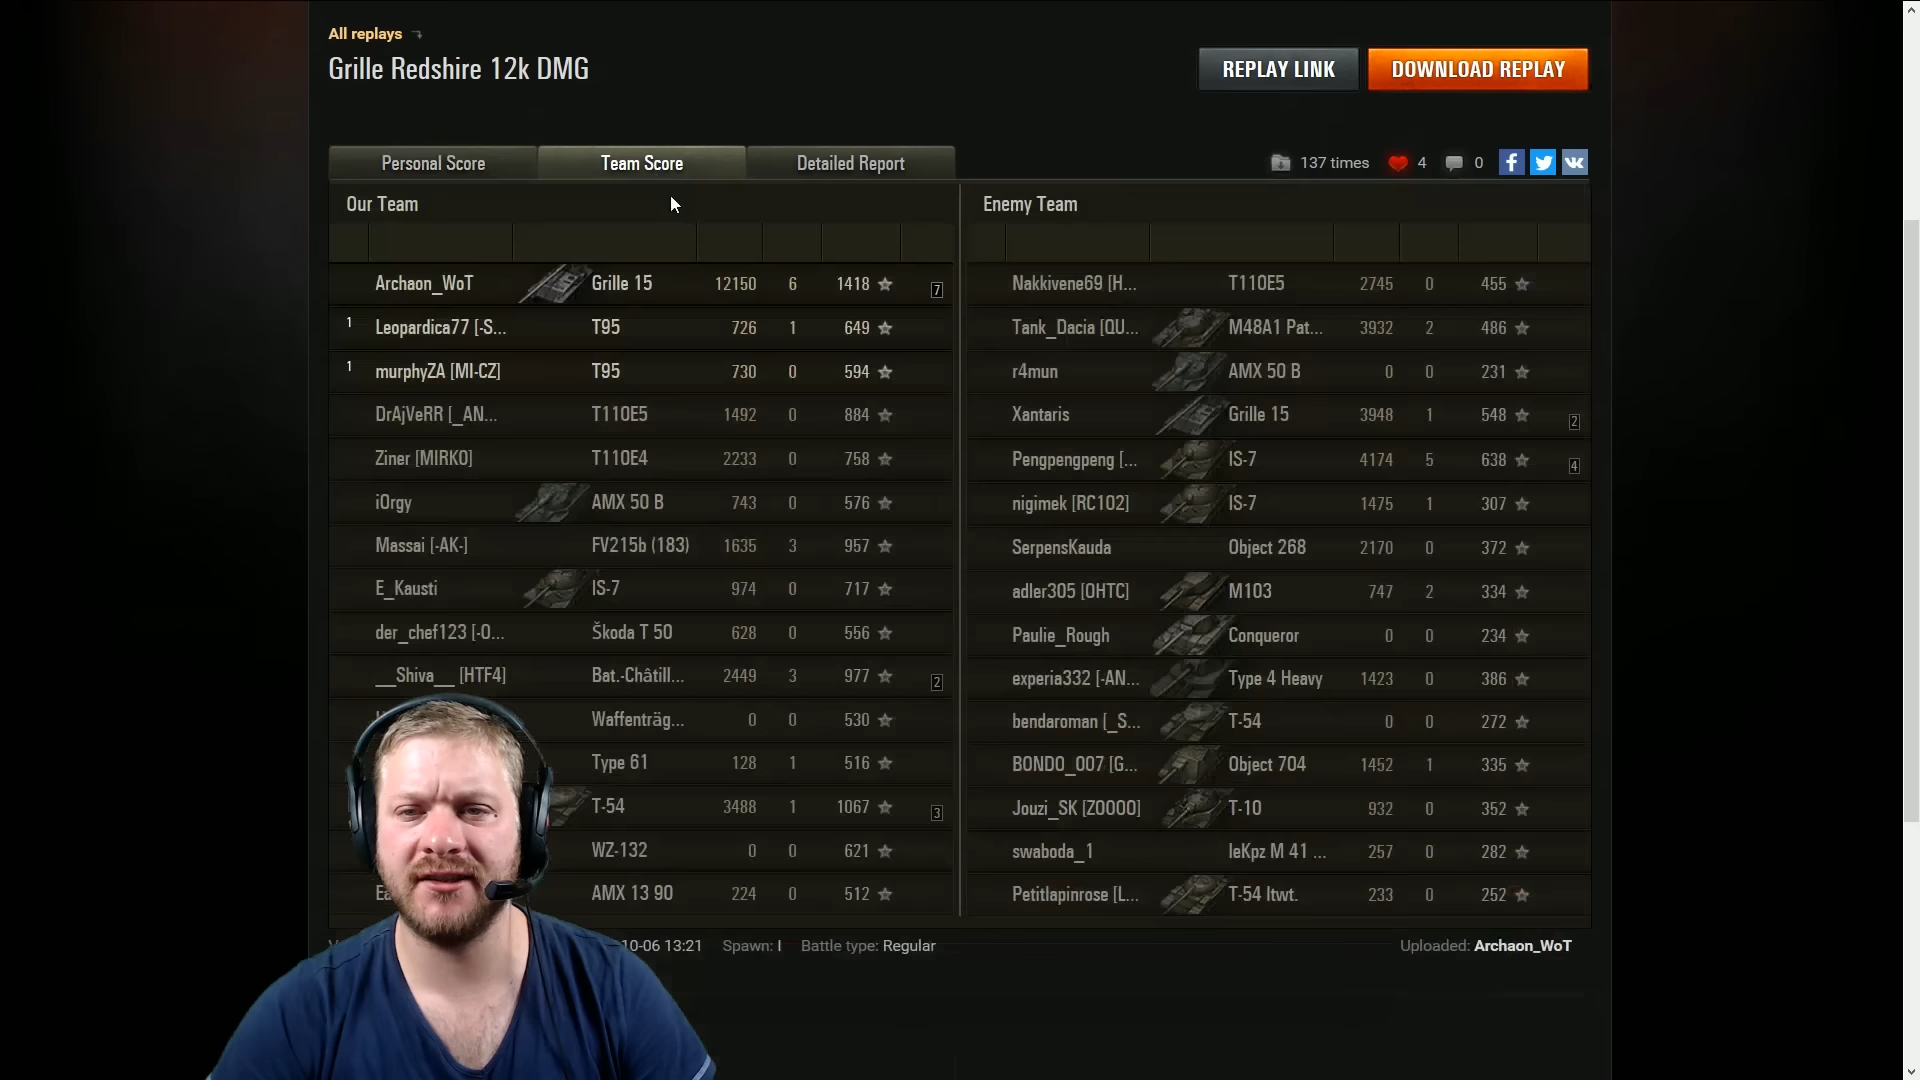 All replays
Grille Redshire 12k DMG
REPLAY LINK
DOWNLOAD REPLAY
Personal Score
Team Score
Detailed Report
137 times
4
0
Our Team
Enemy Team
Archaon_WoT Grille 15 12150 6 1418 7
1 Leopardica77 [-S... T95 726 1 649
1 murphyZA [MI-CZ] T95 730 0 594
DrAjVeRR [_AN... T110E5 1492 0 884
Ziner [MIRKO] T110E4 2233 0 758
iOrgy AMX 50 B 743 0 576
Massai [-AK-] FV215b (183) 1635 3 957
E_Kausti IS-7 974 0 717
der_chef123 [-O... Škoda T 50 628 0 556
__Shiva__ [HTF4] Bat.-Châtill... 2449 3 977 2
Waffenträg... 0 0 530
Type 61 128 1 516
T-54 3488 1 1067 3
WZ-132 0 0 621
Ea AMX 13 90 224 0 512
Nakkivene69 [H... T110E5 2745 0 455
Tank_Dacia [QU... M48A1 Pat... 3932 2 486
r4mun AMX 50 B 0 0 231
Xantaris Grille 15 3948 1 548 2
Pengpengpeng [... IS-7 4174 5 638 4
nigimek [RC102] IS-7 1475 1 307
SerpensKauda Object 268 2170 0 372
adler305 [OHTC] M103 747 2 334
Paulie_Rough Conqueror 0 0 234
experia332 [-AN... Type 4 Heavy 1423 0 386
bendaroman [_S... T-54 0 0 272
BONDO_007 [G... Object 704 1452 1 335
Jouzi_SK [ZOOOO] T-10 932 0 352
swaboda_1 leKpz M 41 ... 257 0 282
Petitlapinrose [L... T-54 ltwt. 233 0 252
10-06 13:21 Spawn: I Battle type: Regular
Uploaded: Archaon_WoT